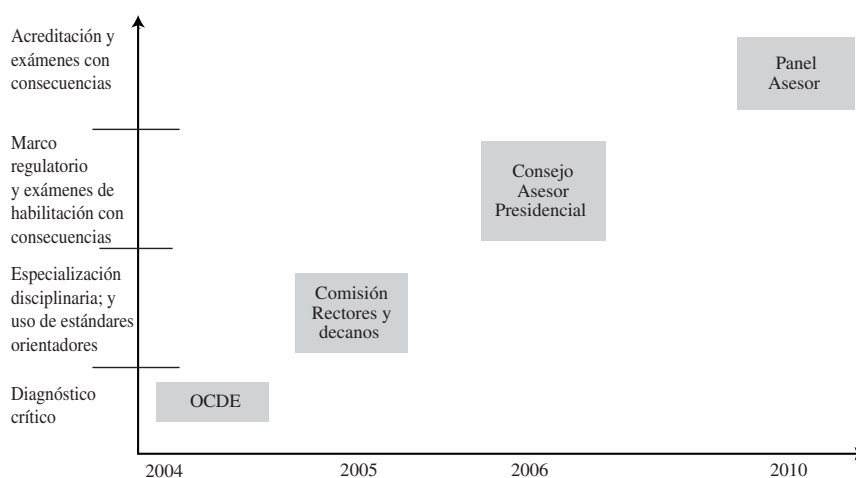 Acreditación y
exámenes con
consecuencias
Panel
Asesor
Marco
regulatorio
y exámenes de
habilitación con
consecuencias
Consejo
Asesor
Presidencial
Especialización
disciplinaria; y
uso de estándares
orientadores
Comisión
Rectores y
decanos
Diagnóstico
crítico
OCDE
2004
2005
2006
2010